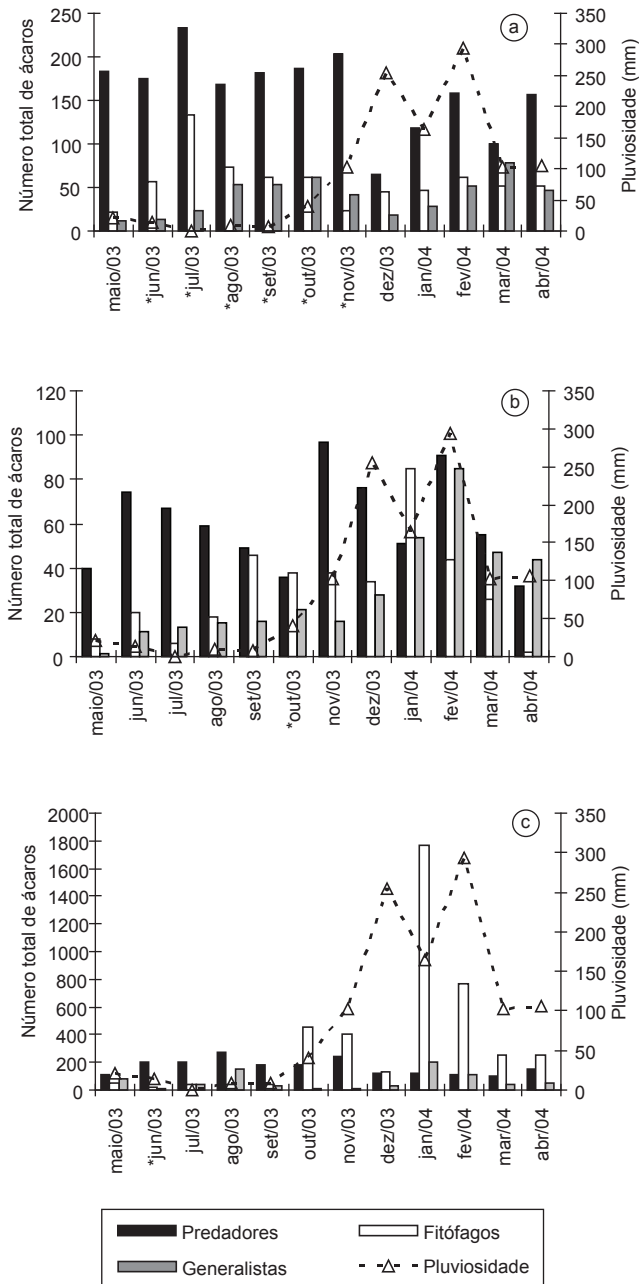 a
Número total de ácaros
Pluviosidade (mm)
250
200
150
100
50
0
350
300
250
200
150
100
50
0
maio/03
*jun/03
*jul/03
*ago/03
*set/03
*out/03
*nov/03
dez/03
jan/04
fev/04
mar/04
abr/04
b
Número total de ácaros
Pluviosidade (mm)
120
100
80
60
40
20
0
350
300
250
200
150
100
50
0
maio/03
jun/03
jul/03
ago/03
set/03
*out/03
nov/03
dez/03
jan/04
fev/04
mar/04
abr/04
c
Número total de ácaros
Pluviosidade (mm)
2000
1800
1600
1400
1200
1000
800
600
400
200
0
350
300
250
200
150
100
50
0
maio/03
*jun/03
jul/03
ago/03
set/03
out/03
nov/03
dez/03
jan/04
fev/04
mar/04
abr/04
Predadores
Fitófagos
Generalistas
Pluviosidade